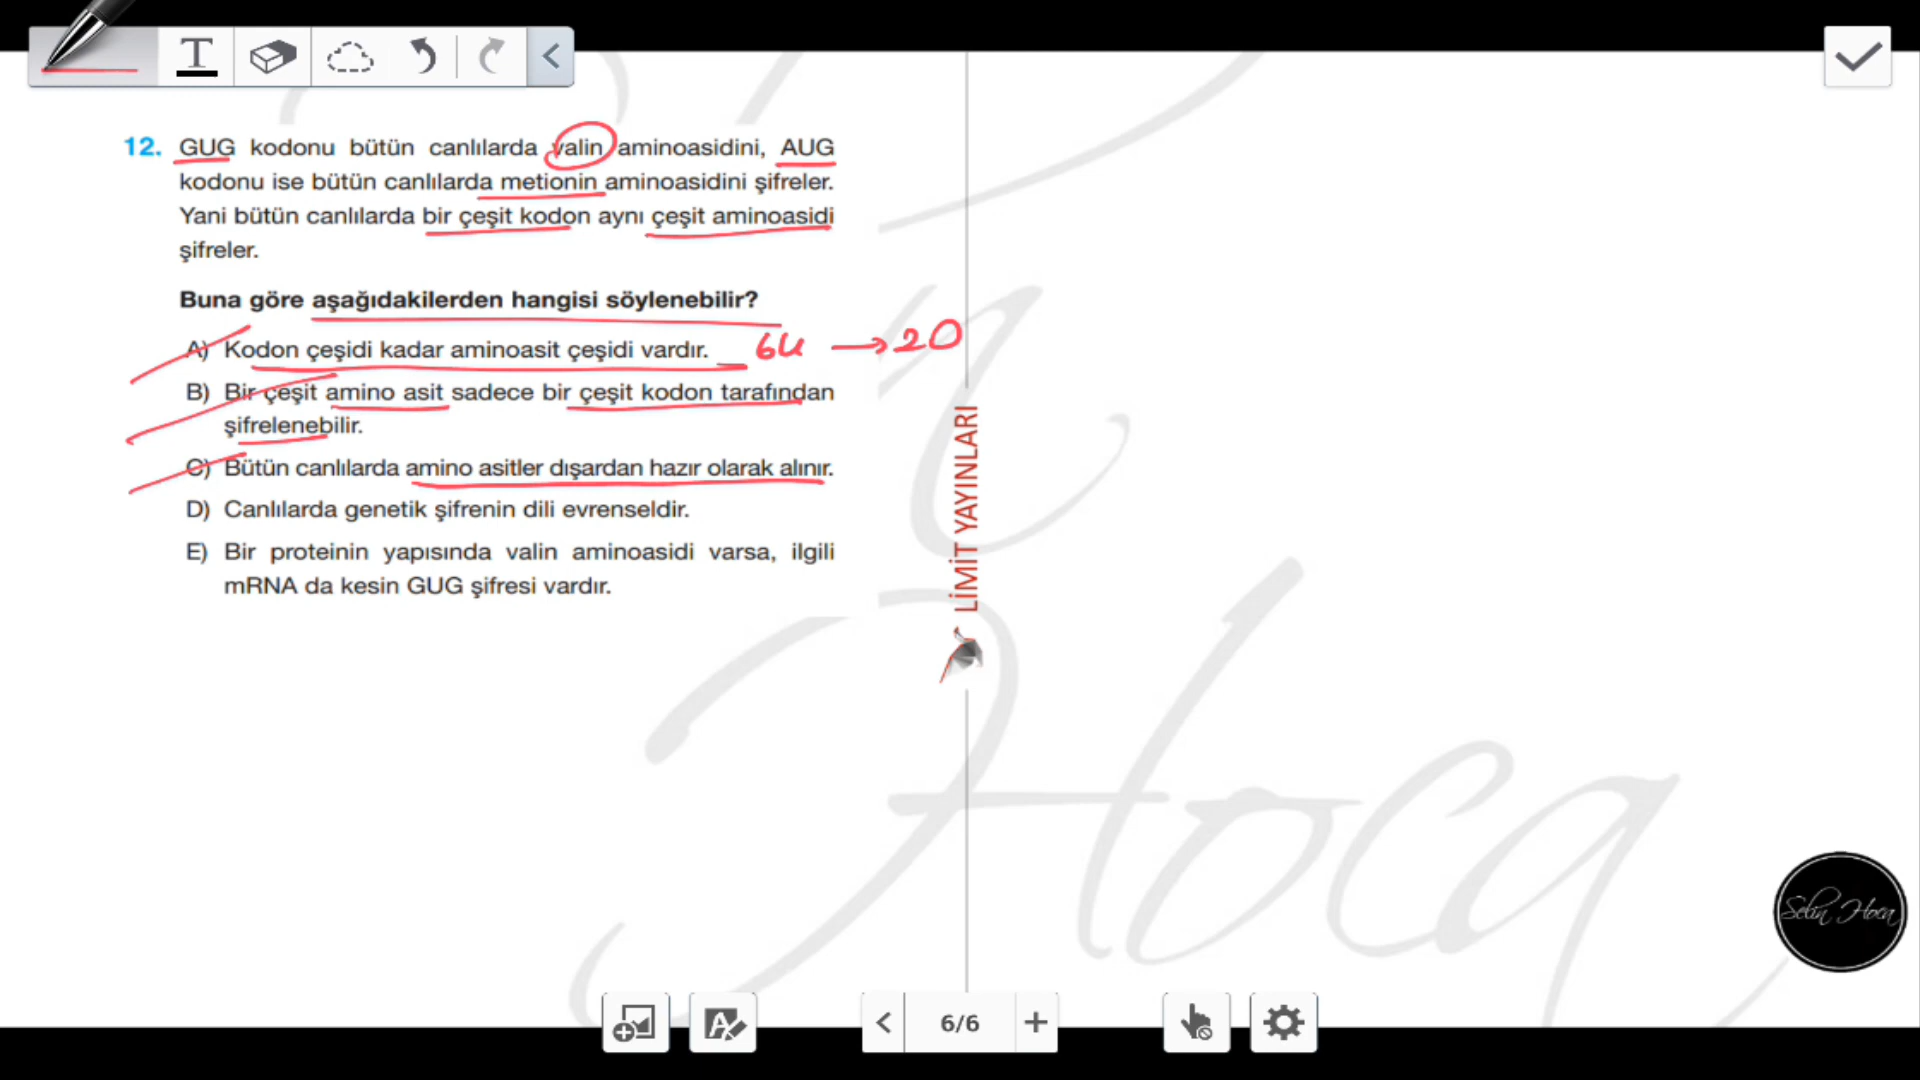 T
12. GUG kodonu bütün canlılarda valin aminoasidini, AUG
kodonu ise bütün canlılarda metionin aminoasidini şifreler.
Yani bütün canlılarda bir çeşit kodon aynı çeşit aminoasidi
şifreler.
Buna göre aşağıdakilerden hangisi söylenebilir?
A) Kodon çeşidi kadar aminoasit çeşidi vardır. 64 → 20
B) Bir çeşit amino asit sadece bir çeşit kodon tarafından
şifrelenebilir.
C) Bütün canlılarda amino asitler dışardan hazır olarak alınır.
D) Canlılarda genetik şifrenin dili evrenseldir.
E) Bir proteinin yapısında valin aminoasidi varsa, ilgili
mRNA da kesin GUG şifresi vardır.
LİMİT YAYINLARI
Hoca
Selin Hoca
6/6